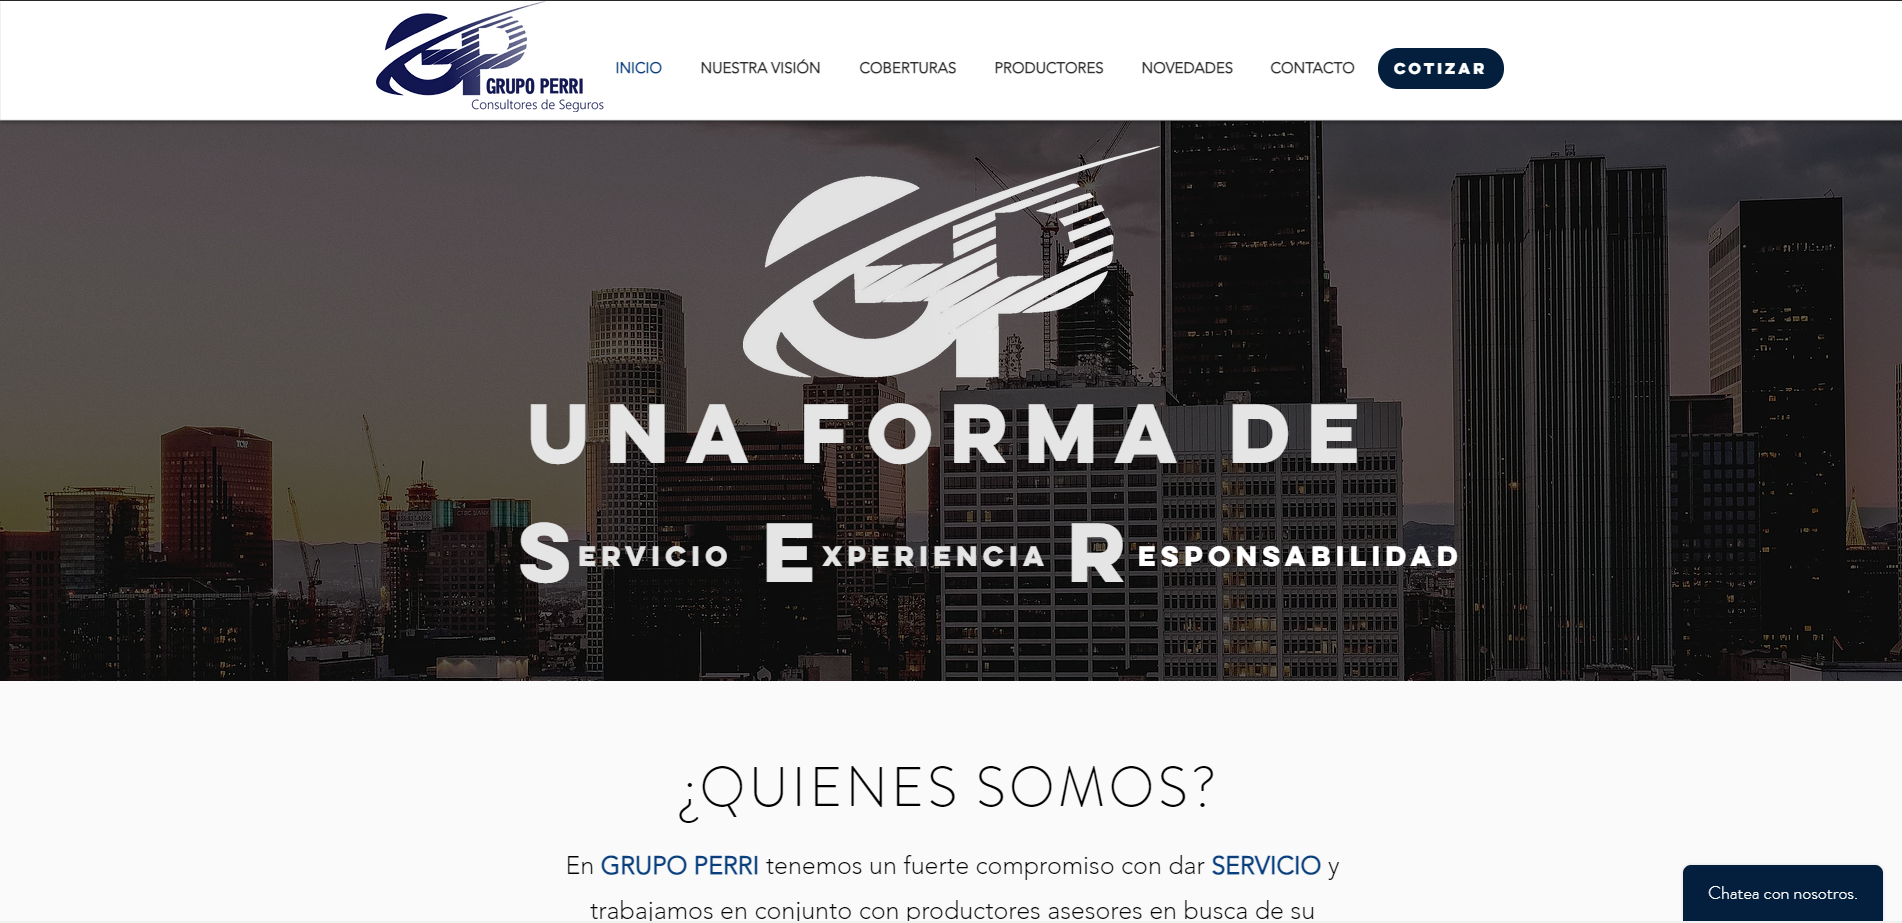 GP
GRUPO PERRI
Consultores de Seguros
INICIO NUESTRA VISIÓN COBERTURAS PRODUCTORES NOVEDADES CONTACTO COTIZAR
GP
UNA FORMA DE
SERVICIO EXPERIENCIA RESPONSABILIDAD
¿QUIENES SOMOS?
En GRUPO PERRI tenemos un fuerte compromiso con dar SERVICIO y
trabajamos en conjunto con productores asesores en busca de su
Chatea con nosotros.